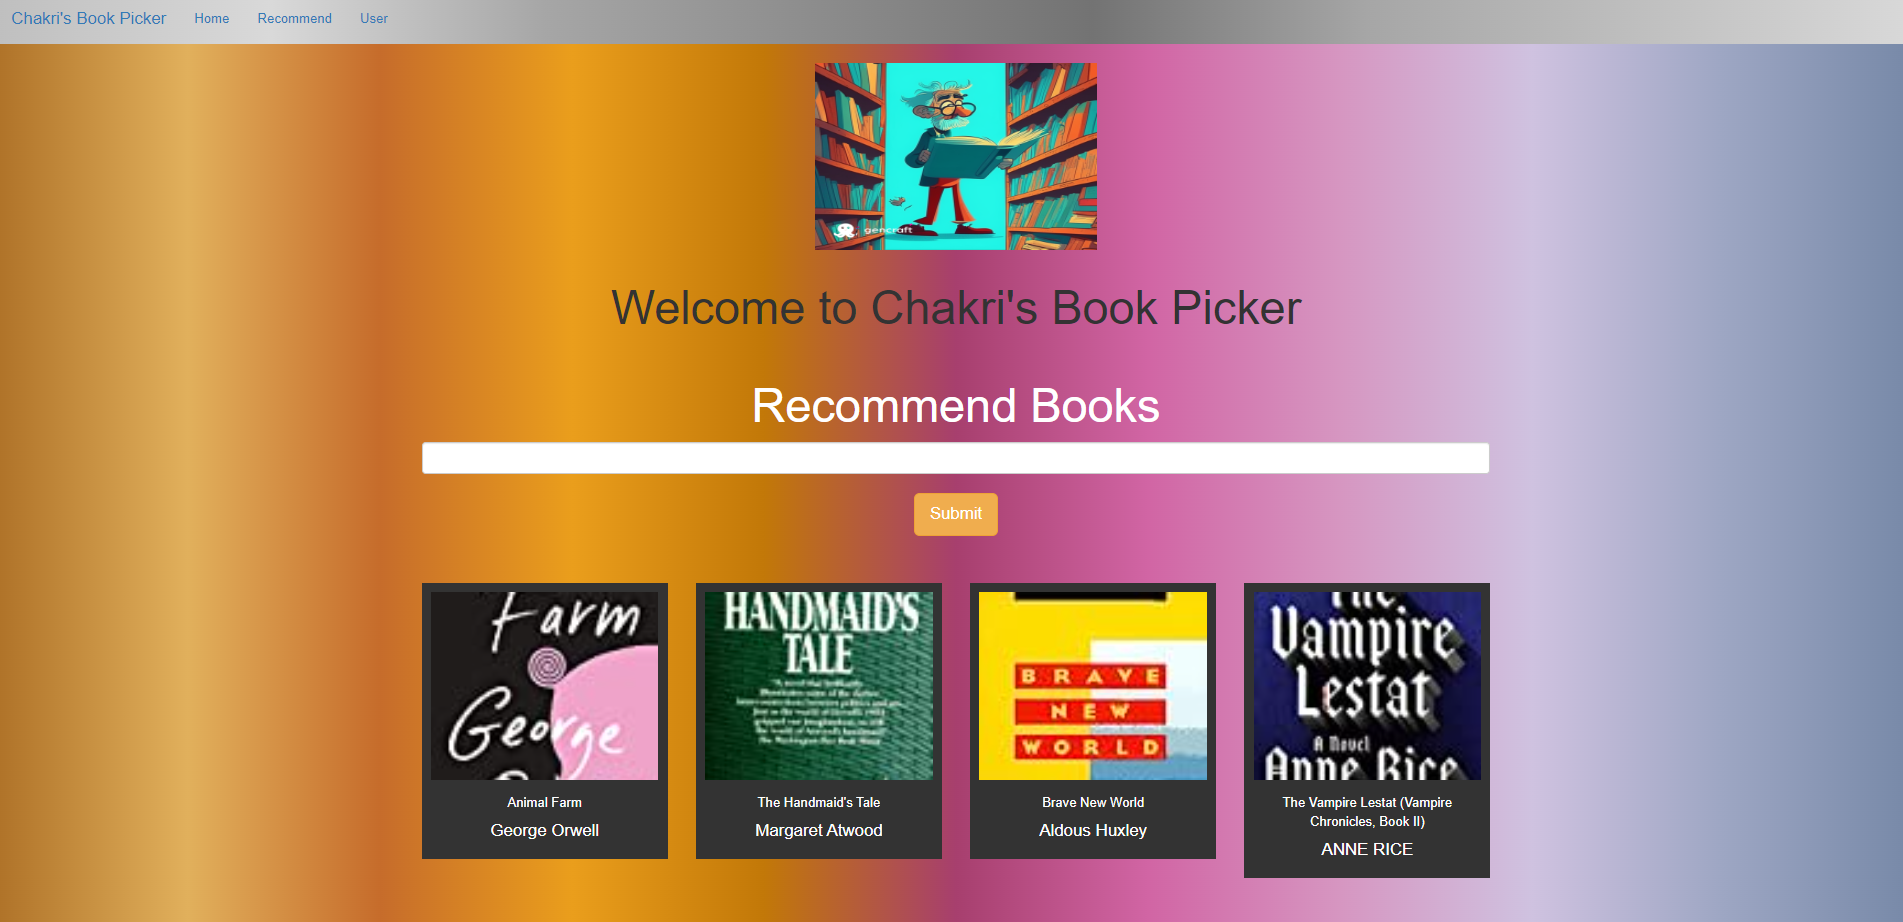 Chakri's Book Picker Home Recommend User
gencraft
Welcome to Chakri's Book Picker
Recommend Books
Submit
Farm
George
HANDMAID'S
TALE
BRAVE
NEW
WORLD
The
Vampire
Lestat
A Novel
Anne Rice
Animal Farm
George Orwell
The Handmaid's Tale
Margaret Atwood
Brave New World
Aldous Huxley
The Vampire Lestat (Vampire
Chronicles, Book II)
ANNE RICE